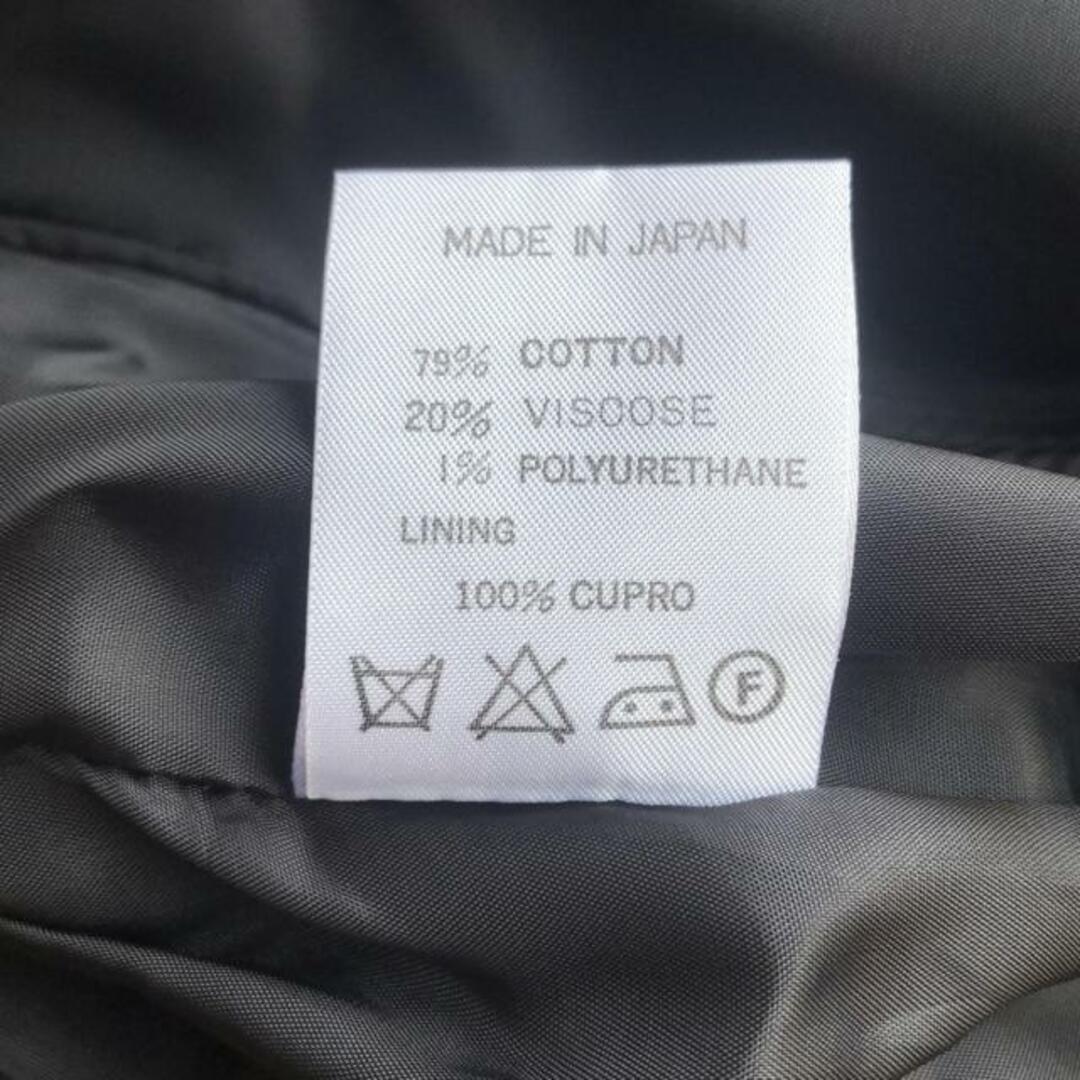 MADE IN JAPAN
79% COTTON
20% VISCOSE
1% POLYURETHANE
LINING
100% CUPRO
F